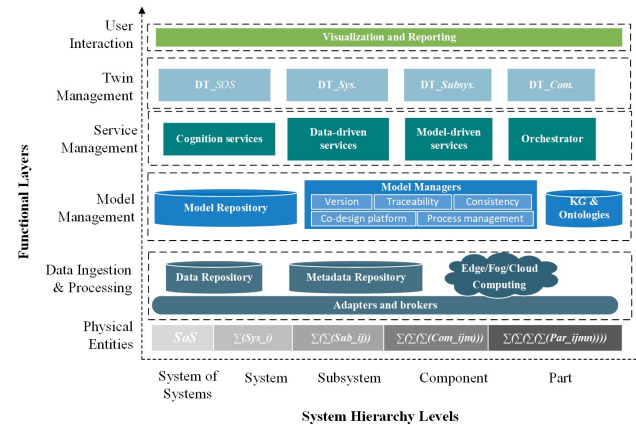 User
Interaction
Visualization and Reporting
Twin
Management
DT_SOS
DT_Sys.
DT_Subsys.
DT_Com.
Service
Management
Cognition services
Data-driven
services
Model-driven
services
Orchestrator
Functional Layers
Model
Management
Model Repository
Model Managers
Version
Traceability
Consistency
Co-design platform
Process management
KG &
Ontologies
Data Ingestion
& Processing
Data Repository
Metadata Repository
Edge/Fog/Cloud
Computing
Adapters and brokers
Physical
Entities
SoS
∑(Sys_i)
∑(∑(Sub_ij))
∑(∑(∑(Com_ijm)))
∑(∑(∑(∑(Par_ijmn))))
System of
Systems
System
Subsystem
Component
Part
System Hierarchy Levels